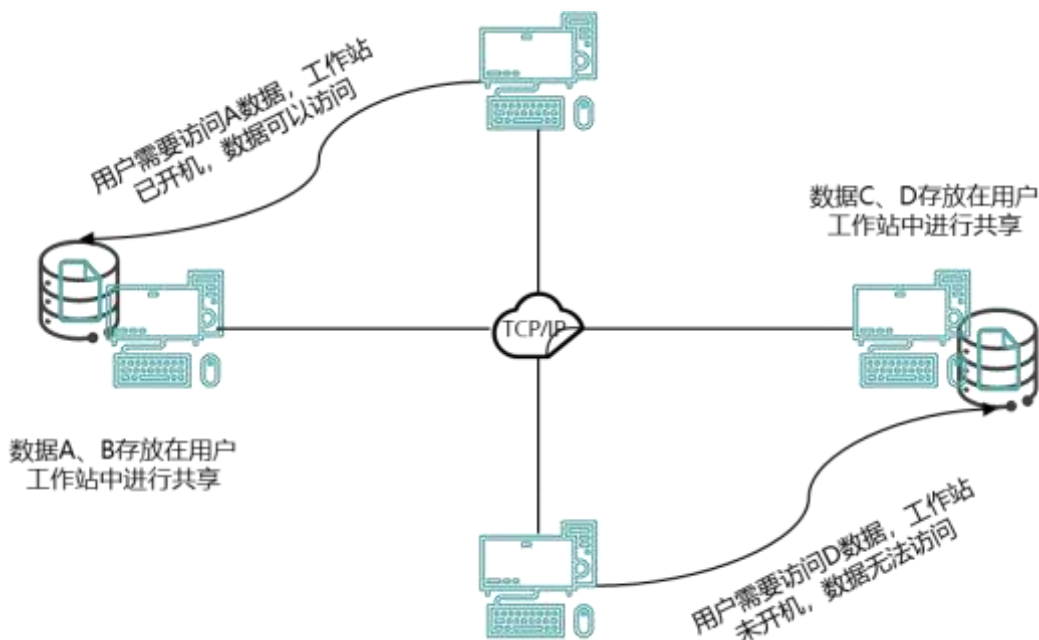 用户需要访问A数据，工作站
已开机，数据可以访问
数据C、D存放在用户
工作站中进行共享
TCP/IP
数据A、B存放在用户
工作站中进行共享
用户需要访问D数据，工作站
未开机，数据无法访问